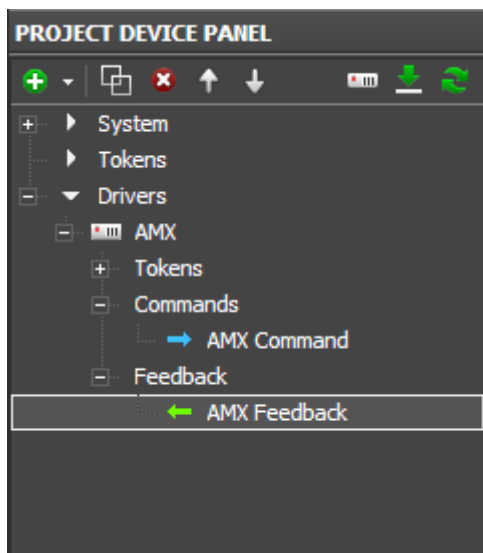 PROJECT DEVICE PANEL
System
Tokens
Drivers
AMX
Tokens
Commands
AMX Command
Feedback
AMX Feedback